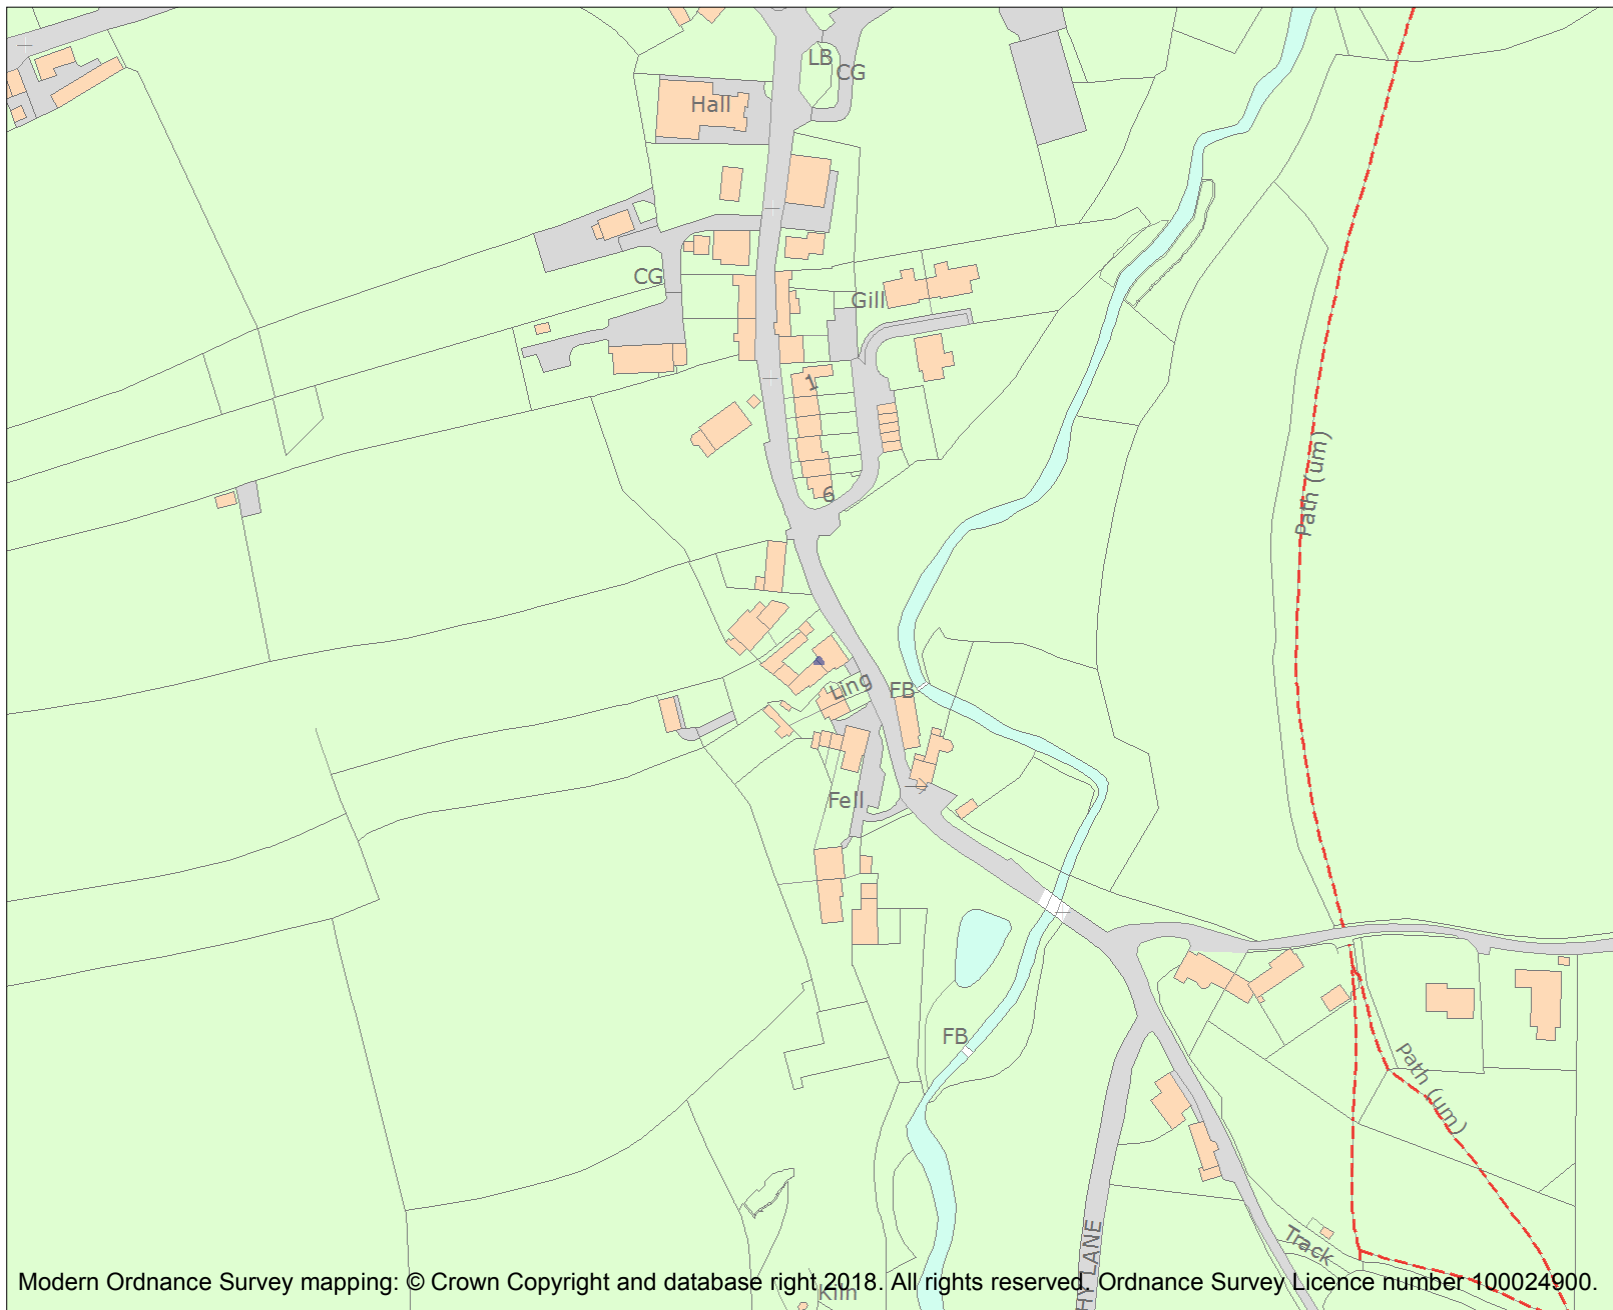 LB
CG
Hall
CG
Gill
1
Path (um)
6
Ling
FB
Fell
FB
Path (um)
Track
HY LANE
Kiln
Modern Ordnance Survey mapping: © Crown Copyright and database right 2018. All rights reserved. Ordnance Survey Licence number 100024900.